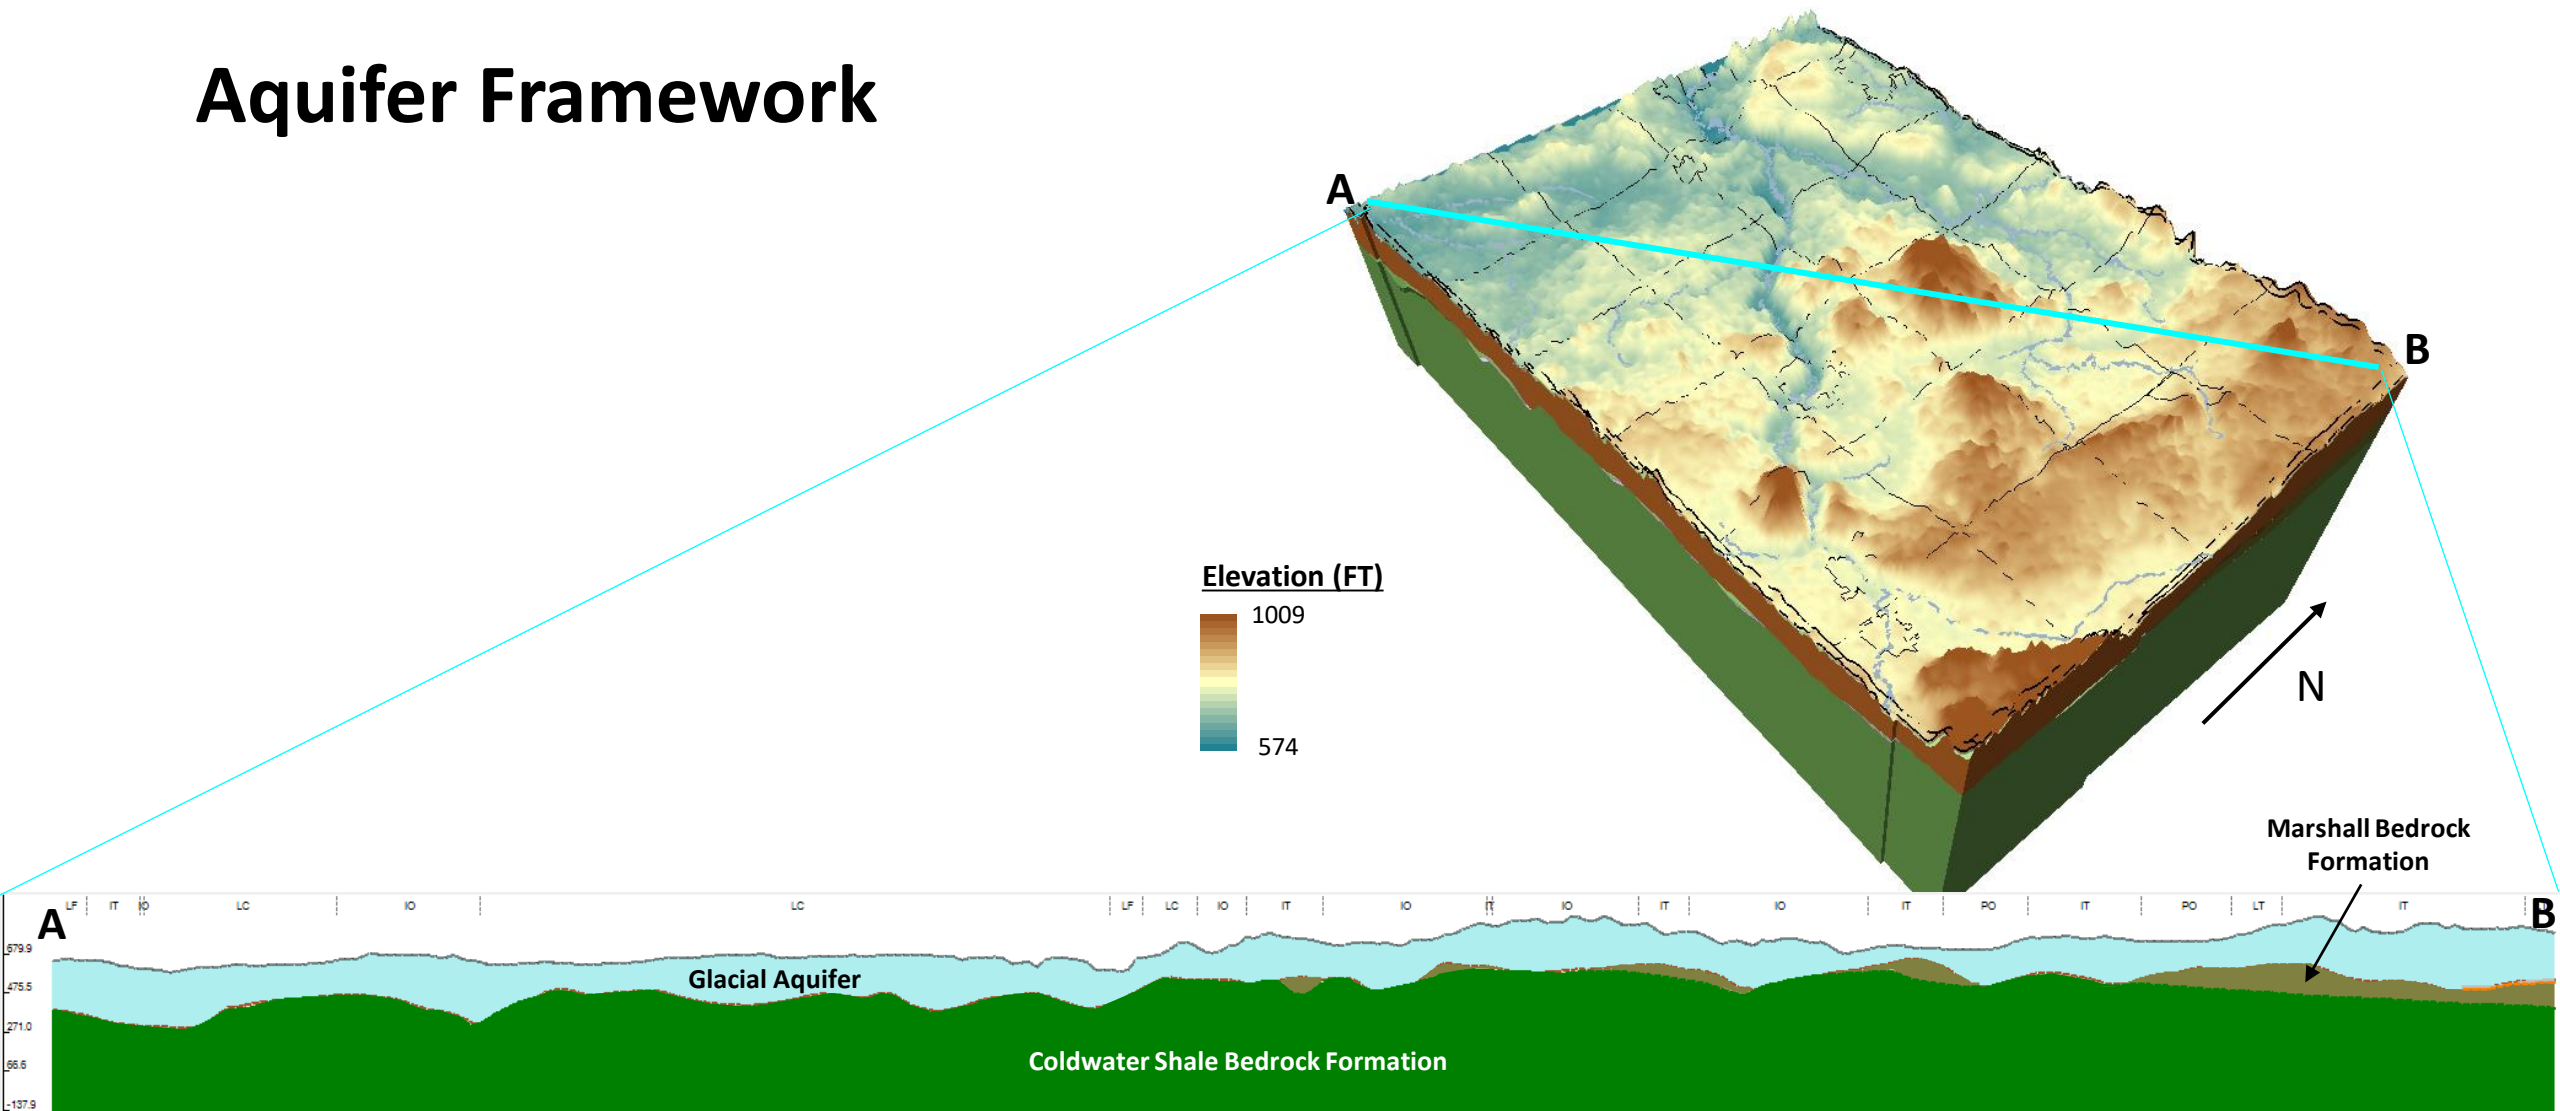 Aquifer Framework
A
B
Elevation (FT)
1009
574
N
Marshall Bedrock
Formation
LF IT IO LC IO LC LF LC IO IT IO IT IO IT IO IT PO IT PO LT IT
A
B
679.9
475.5
271.0
66.6
-137.9
Glacial Aquifer
Coldwater Shale Bedrock Formation